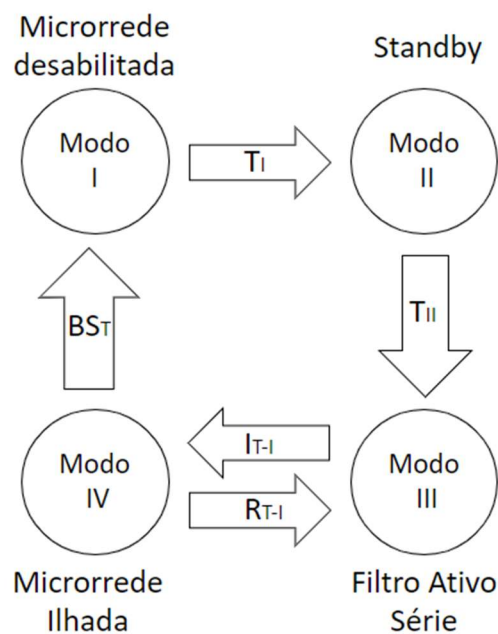 Microrrede
desabilitada
Standby
Modo
I
TI
Modo
II
BST
TII
Modo
IV
IT-I
RT-I
Modo
III
Microrrede
Ilhada
Filtro Ativo
Série